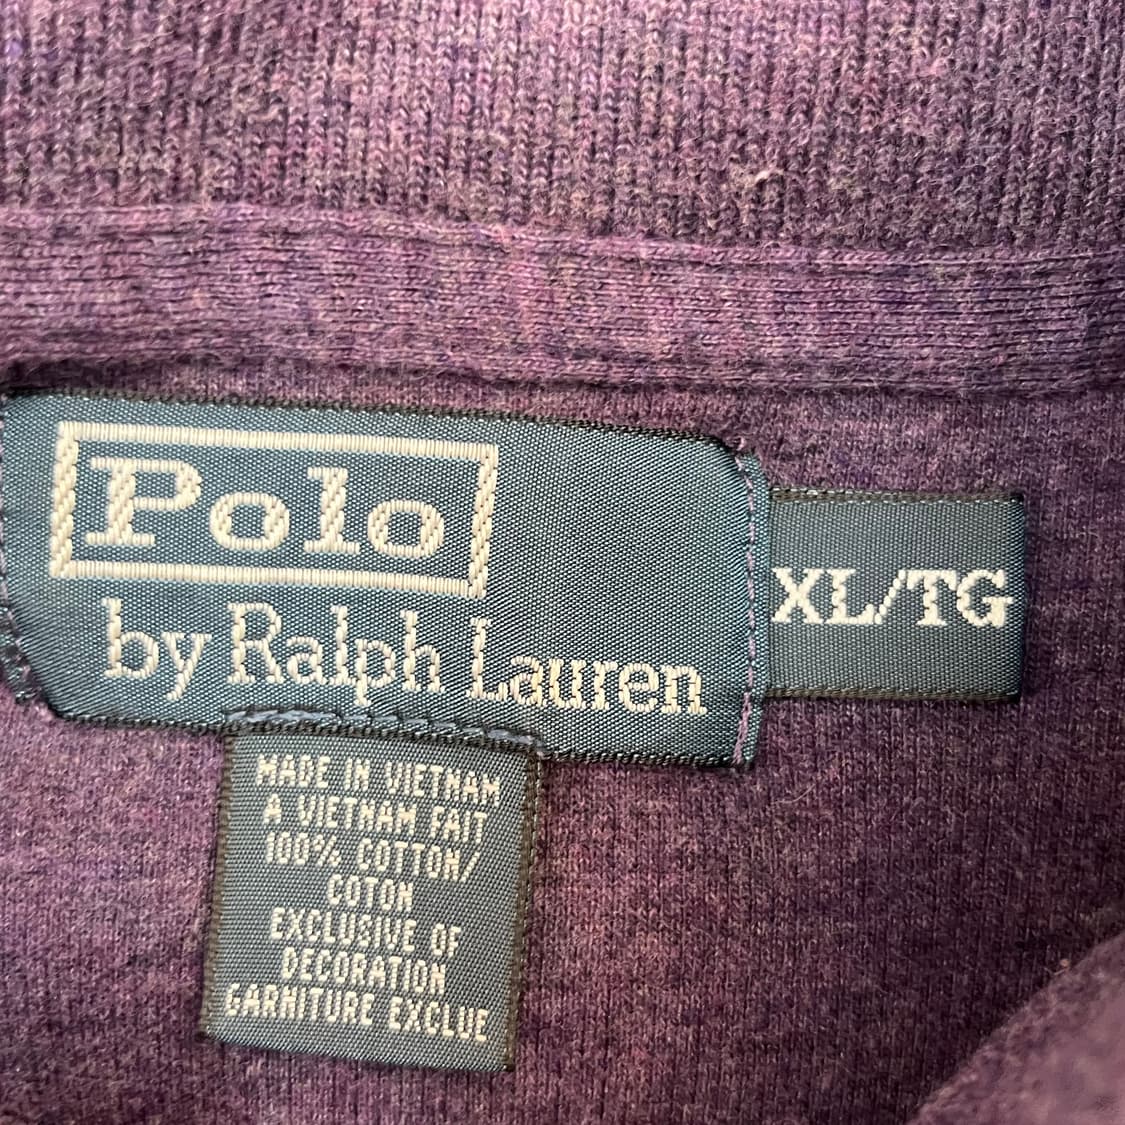 Polo
by Ralph Lauren
XL/TG
MADE IN VIETNAM
A VIETNAM FAIT
100% COTTON/
COTON
EXCLUSIVE OF
DECORATION
GARNITURE EXCLUE